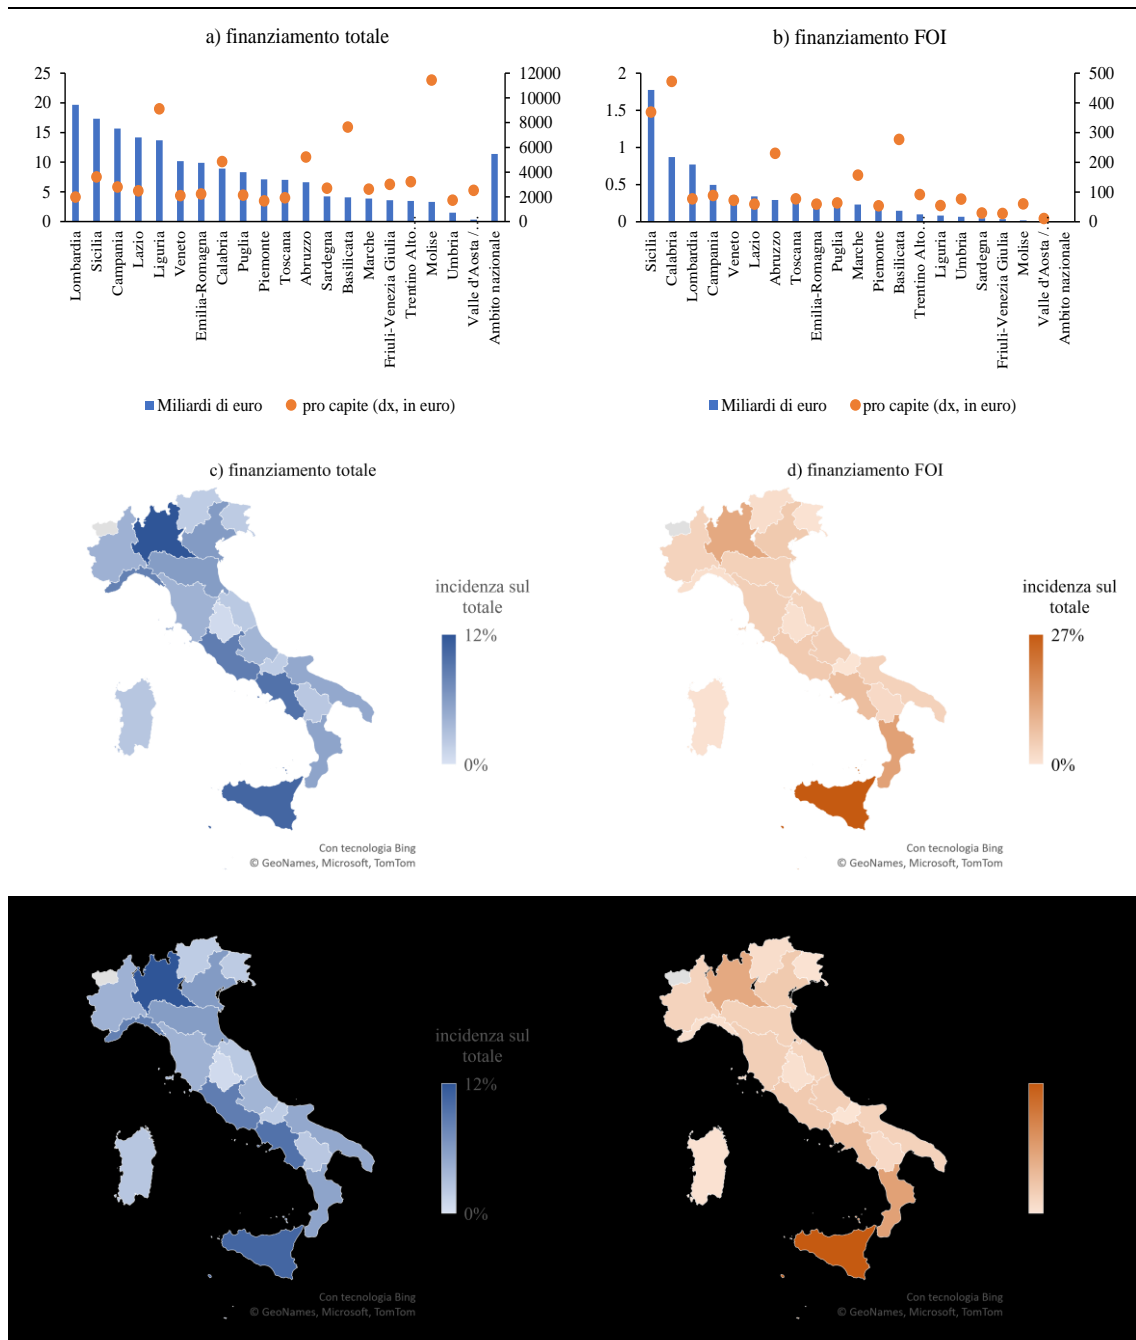 a) finanziamento totale
25
20
15
10
5
0
12000
10000
8000
6000
4000
2000
0
Lombardia
Sicilia
Campania
Lazio
Liguria
Veneto
Emilia-Romagna
Calabria
Puglia
Piemonte
Toscana
Abruzzo
Sardegna
Basilicata
Marche
Friuli-Venezia Giulia
Trentino Alto…
Molise
Umbria
Valle d'Aosta /…
Ambito nazionale
Miliardi di euro
pro capite (dx, in euro)
b) finanziamento FOI
2
1.5
1
0.5
0
500
400
300
200
100
0
Sicilia
Calabria
Lombardia
Campania
Veneto
Lazio
Abruzzo
Toscana
Emilia-Romagna
Puglia
Marche
Piemonte
Basilicata
Trentino Alto…
Liguria
Umbria
Sardegna
Friuli-Venezia Giulia
Molise
Valle d'Aosta /…
Ambito nazionale
Miliardi di euro
pro capite (dx, in euro)
c) finanziamento totale
incidenza sul
totale
12%
0%
Con tecnologia Bing
© GeoNames, Microsoft, TomTom
d) finanziamento FOI
incidenza sul
totale
27%
0%
Con tecnologia Bing
© GeoNames, Microsoft, TomTom
incidenza sul
totale
12%
0%
Con tecnologia Bing
© GeoNames, Microsoft, TomTom
Con tecnologia Bing
© GeoNames, Microsoft, TomTom